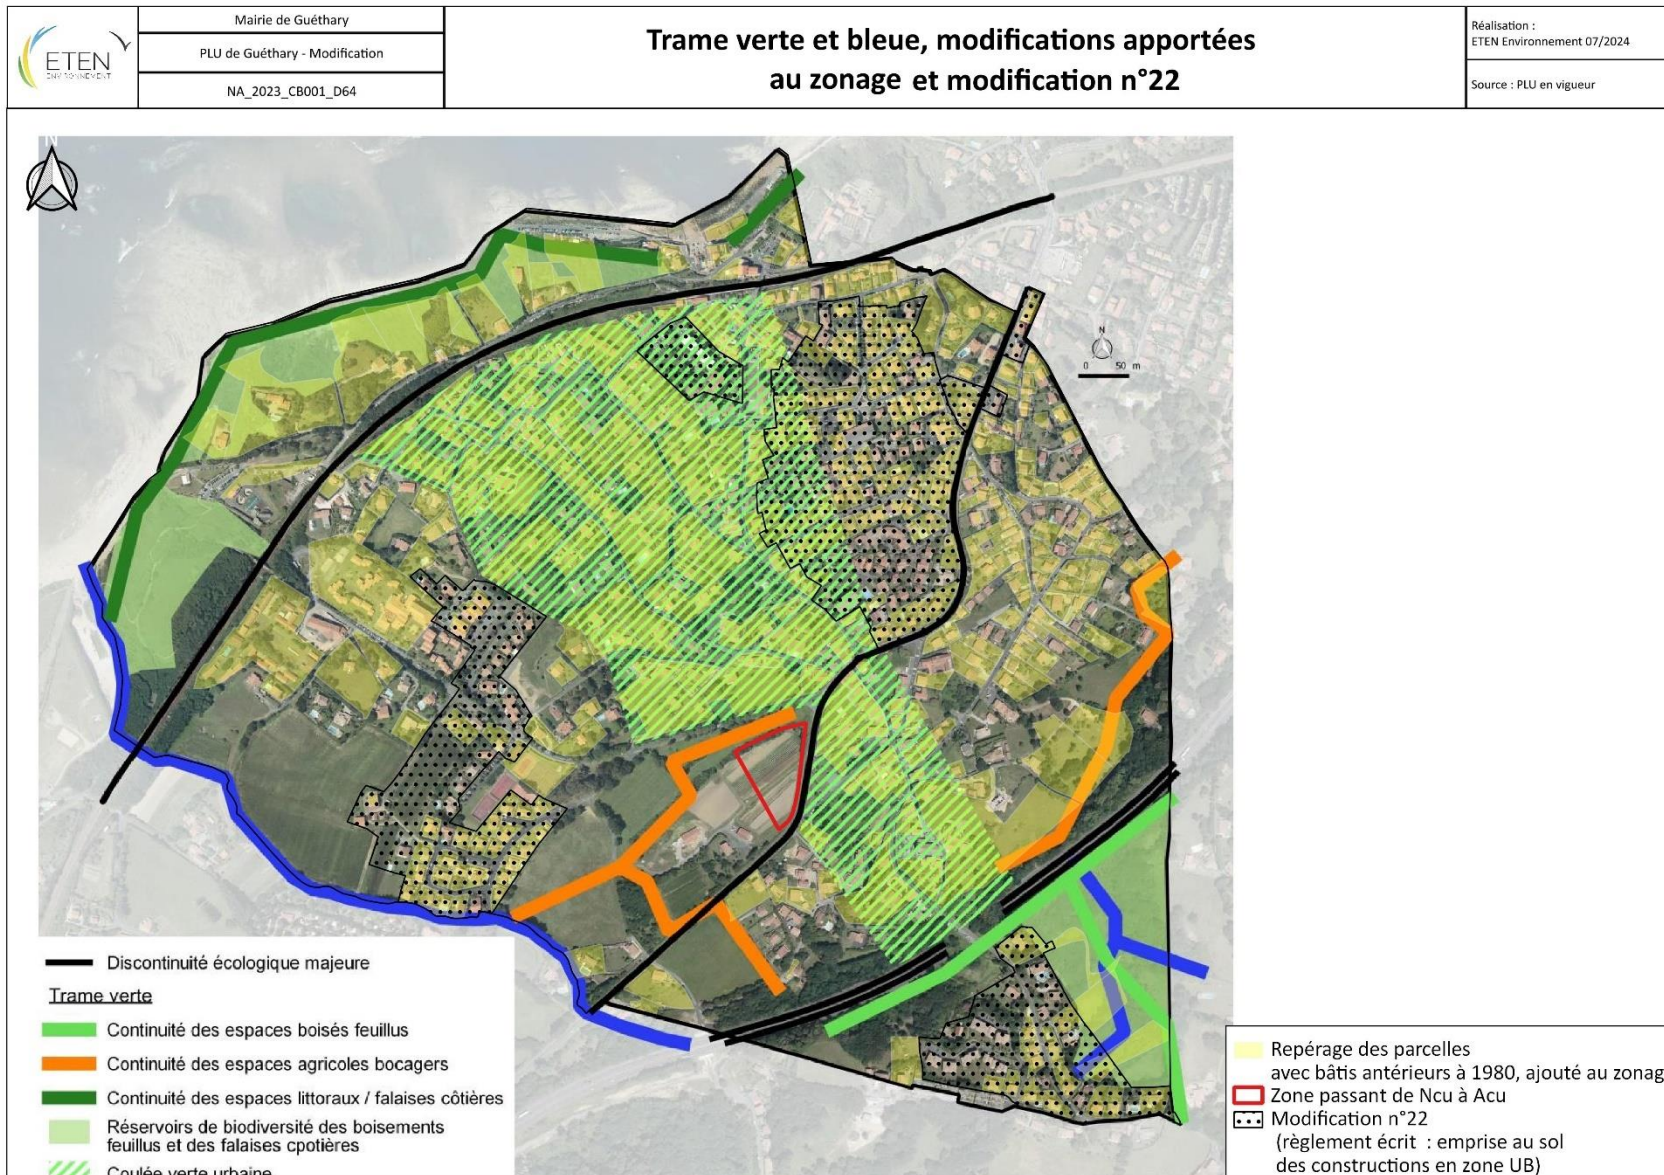 ETEN
ENVIRONNEMENT
Mairie de Guéthary
PLU de Guéthary - Modification
NA_2023_CB001_D64
Trame verte et bleue, modifications apportées
au zonage et modification n°22
Réalisation :
ETEN Environnement 07/2024
Source : PLU en vigueur
N
N
0 50 m
Discontinuité écologique majeure
Trame verte
Continuité des espaces boisés feuillus
Continuité des espaces agricoles bocagers
Continuité des espaces littoraux / falaises côtières
Réservoirs de biodiversité des boisements
feuillus et des falaises cpotières
Coulée verte urbaine
Repérage des parcelles
avec bâtis antérieurs à 1980, ajouté au zonag
Zone passant de Ncu à Acu
Modification n°22
(règlement écrit : emprise au sol
des constructions en zone UB)